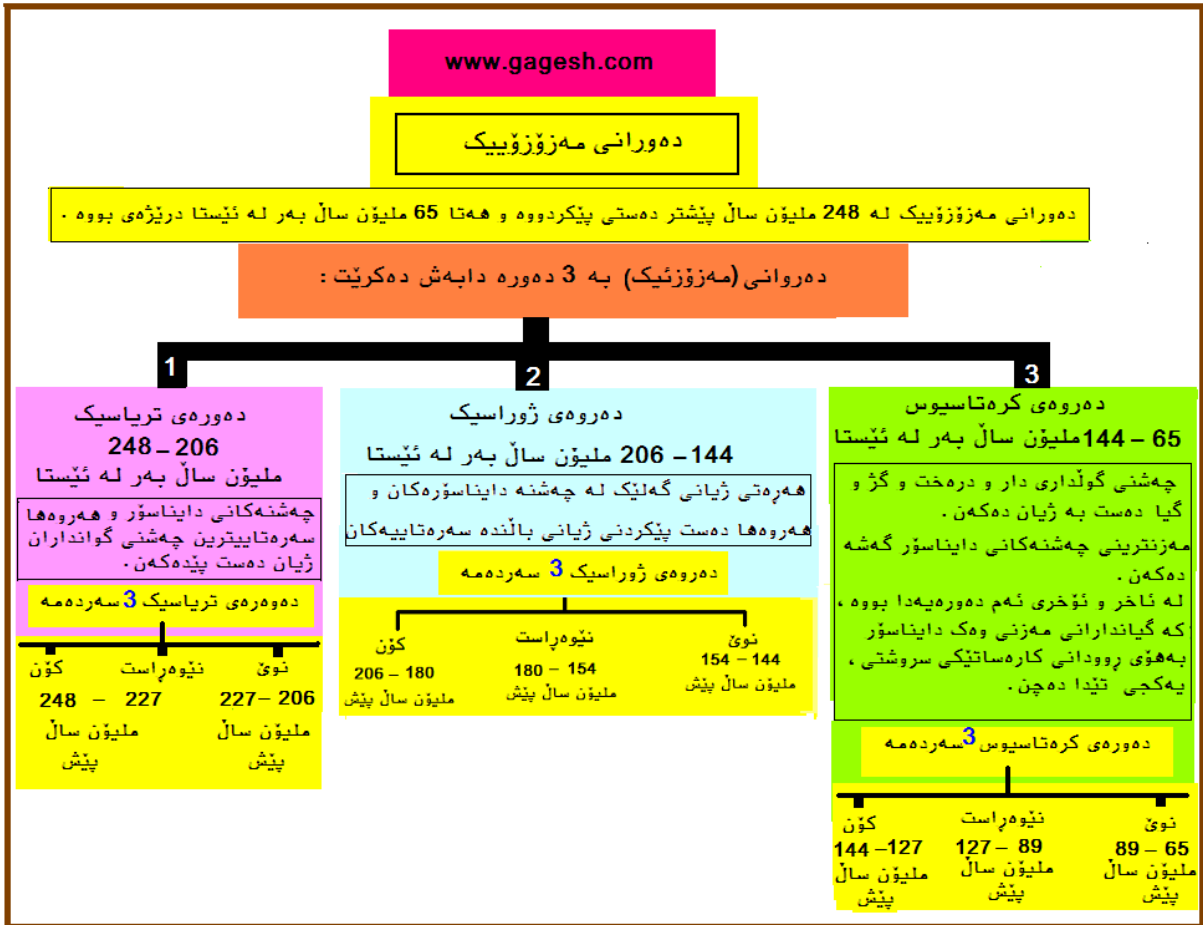 www.gagesh.com
دەورانی مەزۆزۆییک
دەورانی مەزۆزۆییک لە 248 ملیۆن ساڵ پێشتر دەستی پێکردووە و هەتا 65 ملیۆن ساڵ بەر لە ئێستا درێژەی بووە .
دەروانی (مەزۆزئیک) بە 3 دەورە دابەش دەکرێت :
1
دەورەی تریاسیک
248 – 206
ملیۆن ساڵ بەر لە ئێستا
چەشنەکانی دایناسۆر و هەروەها
سەرەتاییترین چەشنی گوانداران
ژیان دەست پێدەکەن .
دەوەرەی تریاسیک 3 سەردەمە
کۆن
248 – 227
ملیۆن ساڵ
پێش
نێوەڕاست
نوێ
227 – 206
ملیۆن ساڵ
پێش
2
دەروەی ژوراسیک
206 – 144 ملیۆن ساڵ بەر لە ئێستا
هەڕەتی ژیانی گەلێک لە چەشنە دایناسۆرەکان و
هەروەها دەست پێکردنی ژیانی باڵندە سەرەتاییەکان
دەروەی ژوراسیک 3 سەردەمە
کۆن
206 – 180
ملیۆن ساڵ پێش
نێوەڕاست
180 – 154
ملیۆن ساڵ پێش
نوێ
154 – 144
ملیۆن ساڵ پێش
3
دەروەی کرەتاسیوس
144 – 65 ملیۆن ساڵ بەر لە ئێستا
چەشنی گوڵداری دار و درەخت و گژ و
گیا دەست بە ژیان دەکەن .
مەزنترینی چەشنەکانی دایناسۆر گەشە
دەکەن .
لە ئاخر و ئۆخری ئەم دەورەیەدا بووە ،
کە گیاندارانی مەزنی وەک دایناسۆر
بەهۆی ڕوودانی کارەساتێکی سروشتی ،
یەکجی تێدا دەچن .
دەورەی کرەتاسیوس 3 سەردەمە
کۆن
144 – 127
ملیۆن ساڵ
پێش
نێوەڕاست
127 – 89
ملیۆن ساڵ
پێش
نوێ
89 – 65
ملیۆن ساڵ
پێش